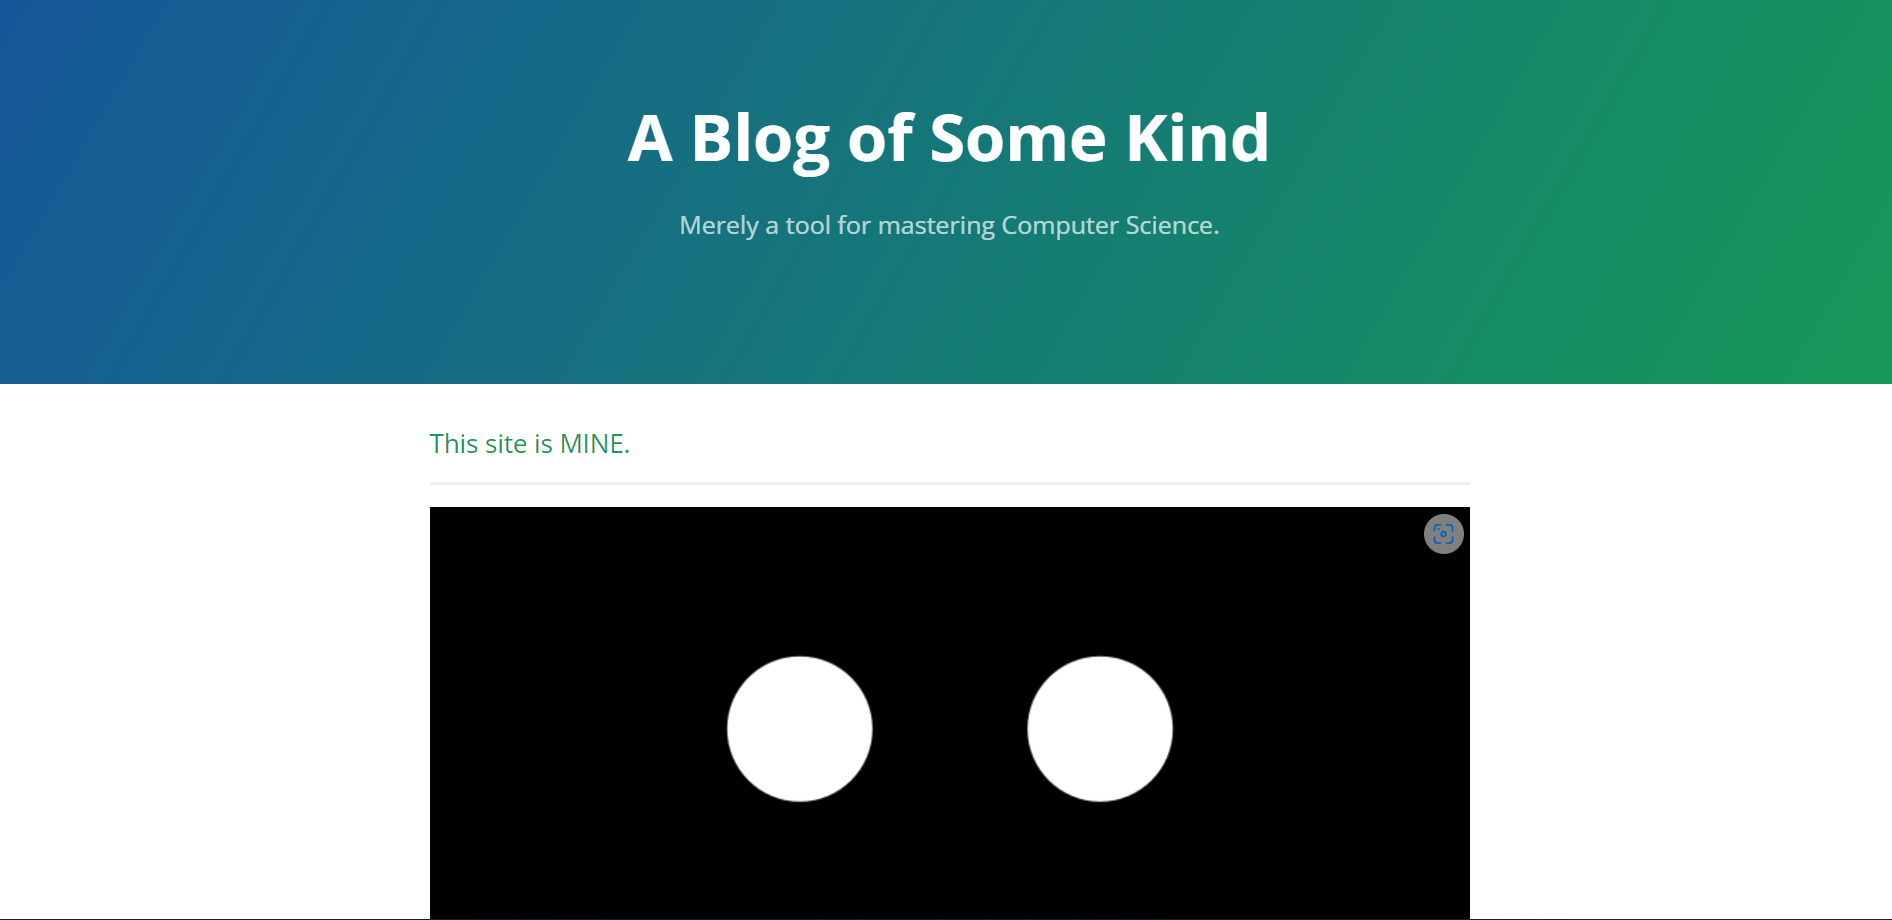 A Blog of Some Kind
Merely a tool for mastering Computer Science.
This site is MINE.